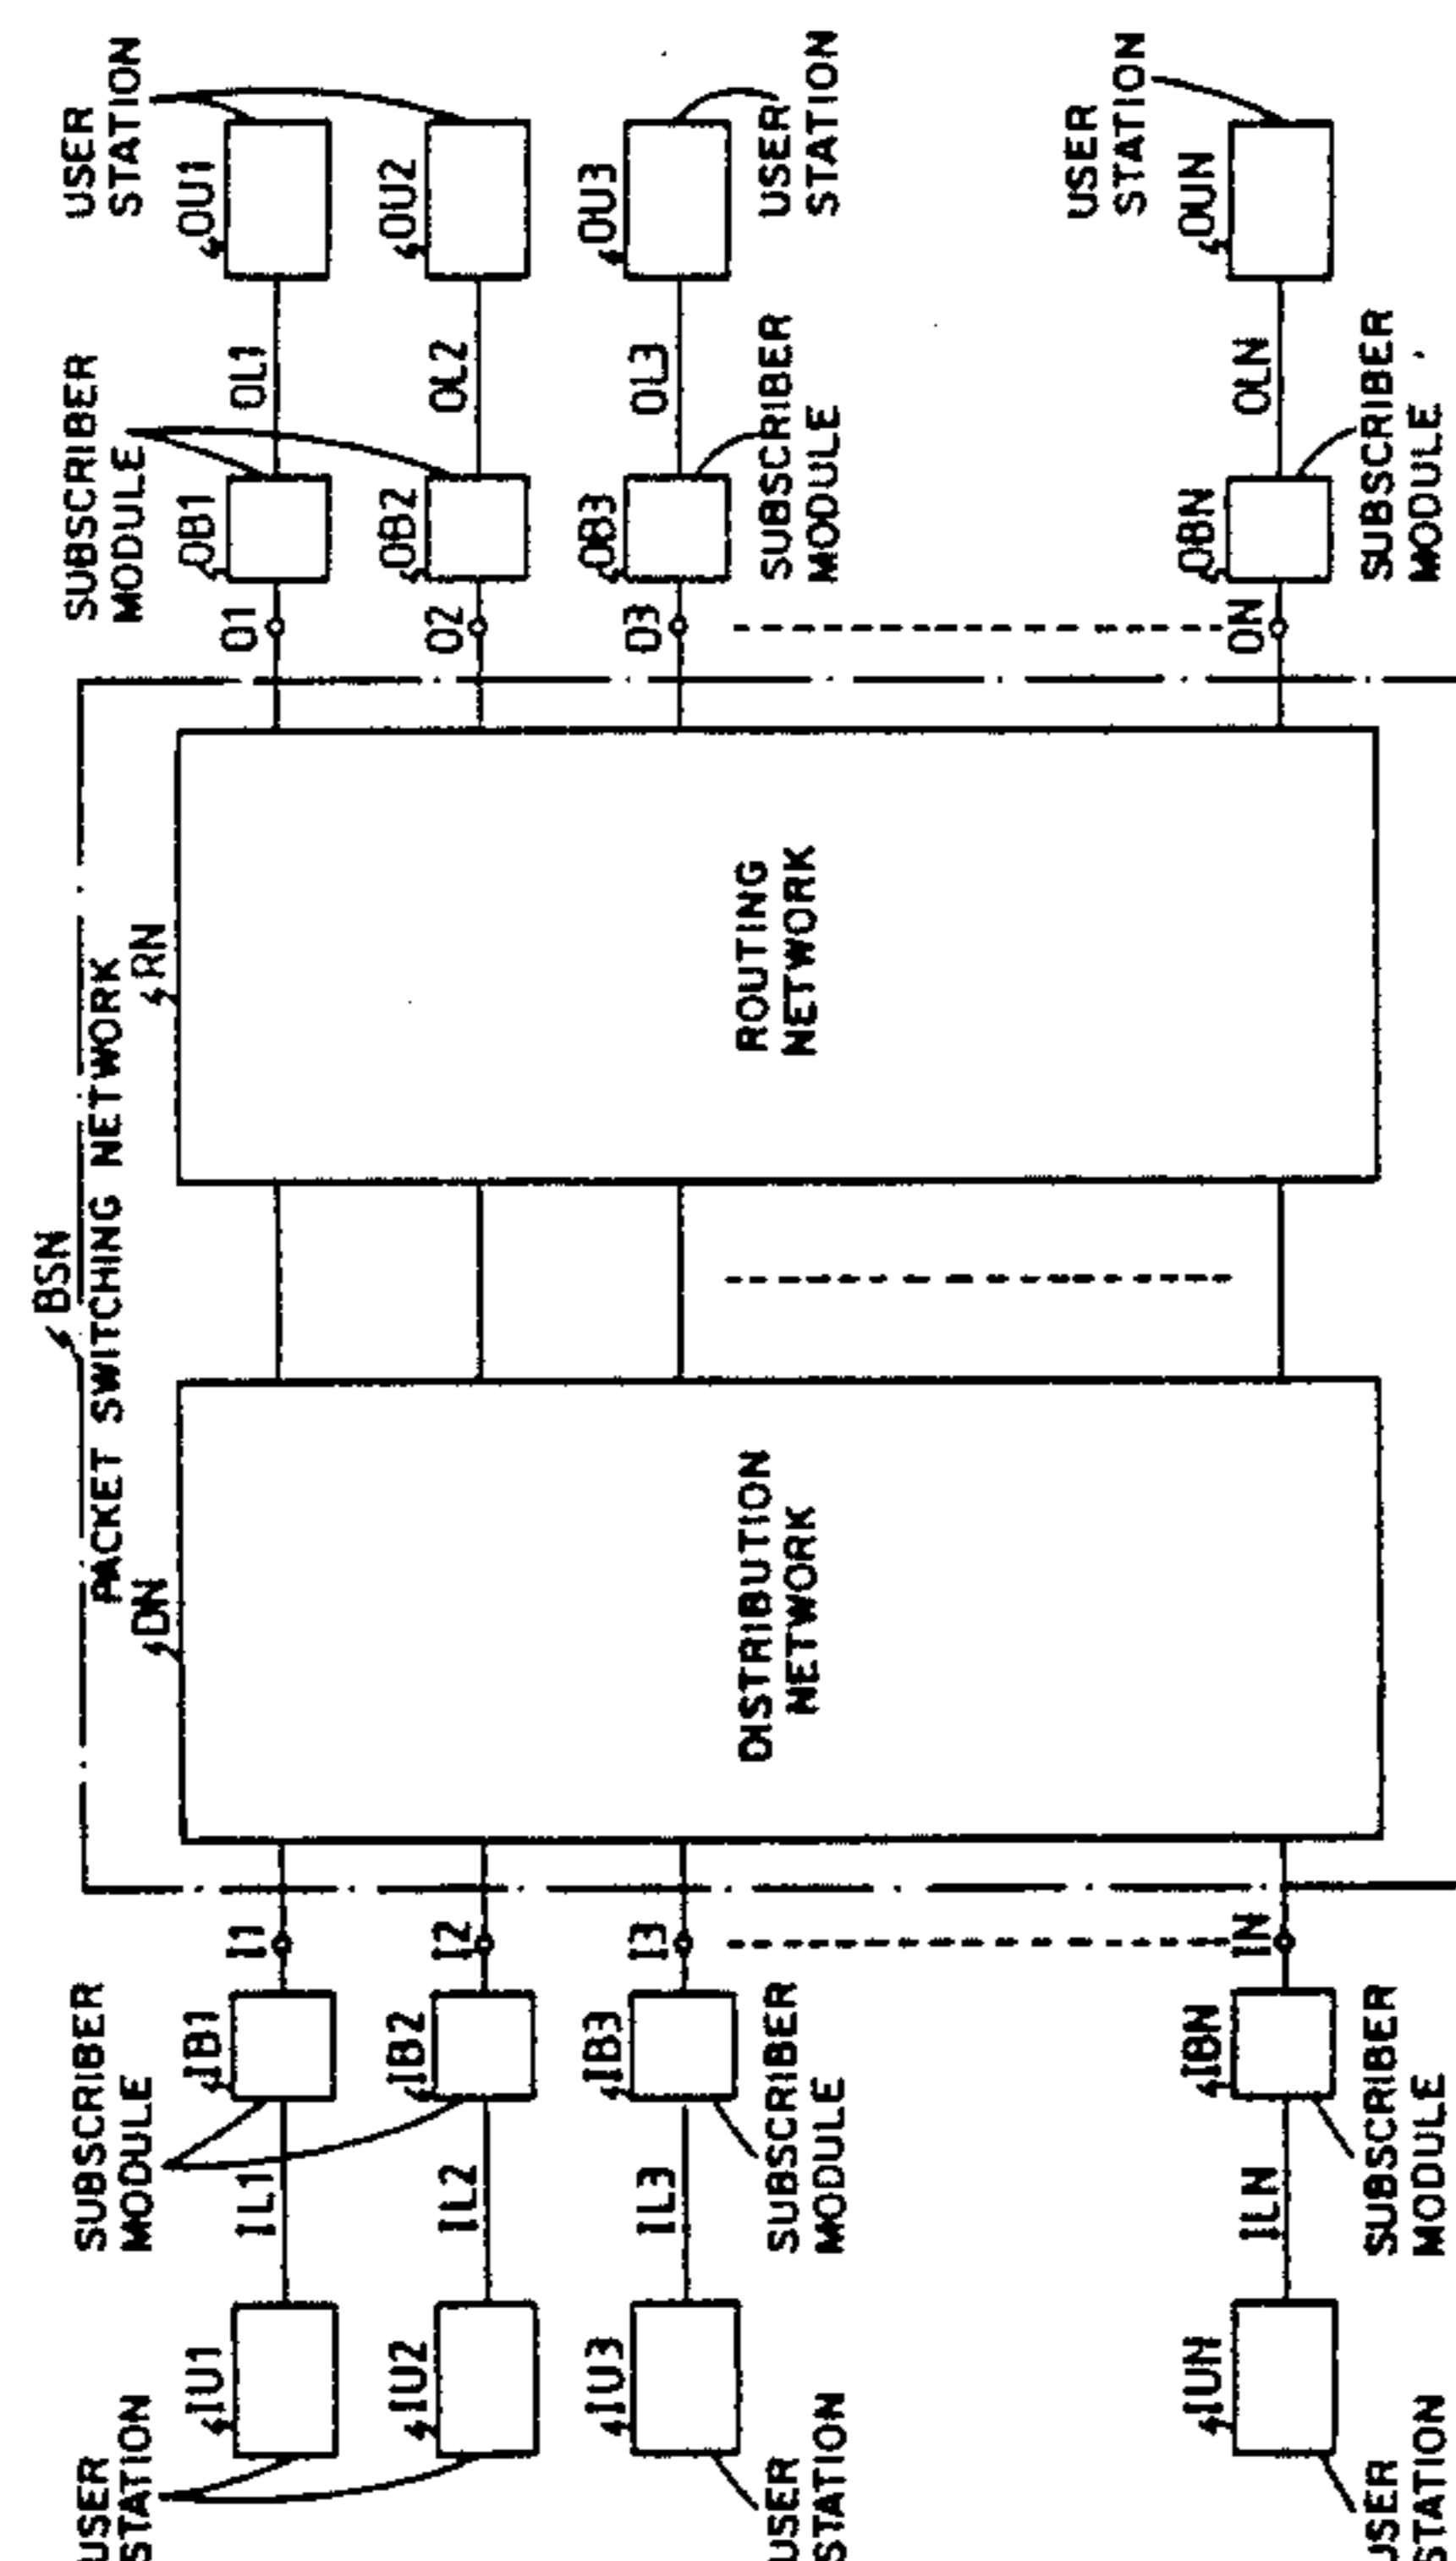 BSN
PACKET SWITCHING NETWORK
USER
STATION
IU1
IL1
SUBSCRIBER
MODULE
IB1
I1
DN
RN
O1
SUBSCRIBER
MODULE
OB1
OL1
USER
STATION
OU1
IU2
IL2
IB2
I2
O2
OB2
OL2
OU2
IU3
IL3
IB3
I3
O3
OB3
OL3
OU3
USER
STATION
SUBSCRIBER
MODULE
DISTRIBUTION
NETWORK
ROUTING
NETWORK
SUBSCRIBER
MODULE
USER
STATION
USER
STATION
IUN
ILN
IBN
IN
ON
OBN
OLN
OUN
USER
STATION
SUBSCRIBER
MODULE
SUBSCRIBER
MODULE